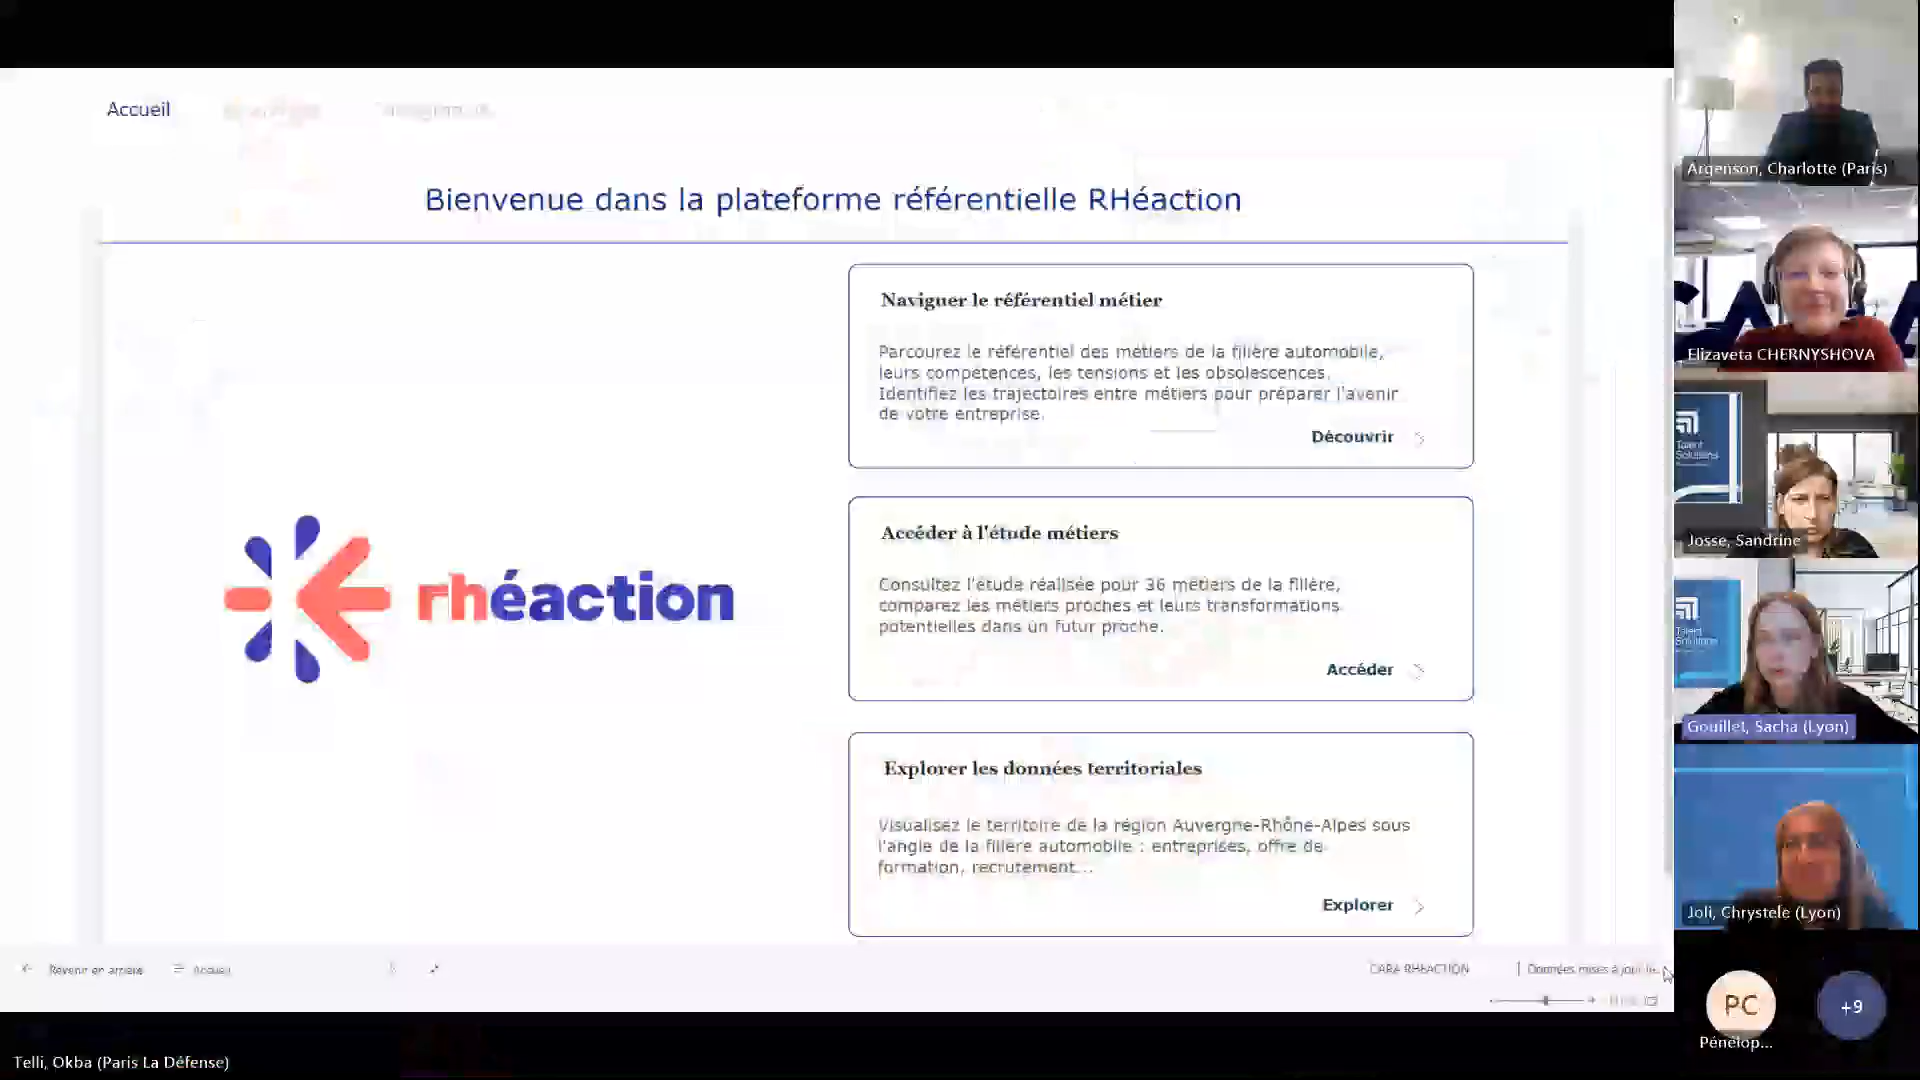 Accueil
Bienvenue dans la plateforme référentielle RHéaction
Naviguer le référentiel métier
Parcourez le référentiel des métiers de la filière automobile,
leurs compétences, les tensions et les obsolescences.
Identifiez les trajectoires entre métiers pour préparer l'avenir
de votre entreprise.
Découvrir
rhéaction
Accéder à l'étude métiers
Consultez l'étude réalisée pour 36 métiers de la filière,
comparez les métiers proches et leurs transformations
potentielles dans un futur proche.
Accéder
Explorer les données territoriales
Visualisez le territoire de la région Auvergne-Rhône-Alpes sous
l'angle de la filière automobile : entreprises, offre de
formation, recrutement...
Explorer
Revenir en arrière
Accueil
CARA RHEACTION
Données mises à jour le
Telli, Okba (Paris La Défense)
Argenson, Charlotte (Paris)
Elizaveta CHERNYSHOVA
Talent
Solutions
Josse, Sandrine
Talent
Solutions
Gouillet, Sacha (Lyon)
Joli, Chrystele (Lyon)
PC
+9
Pénélop...